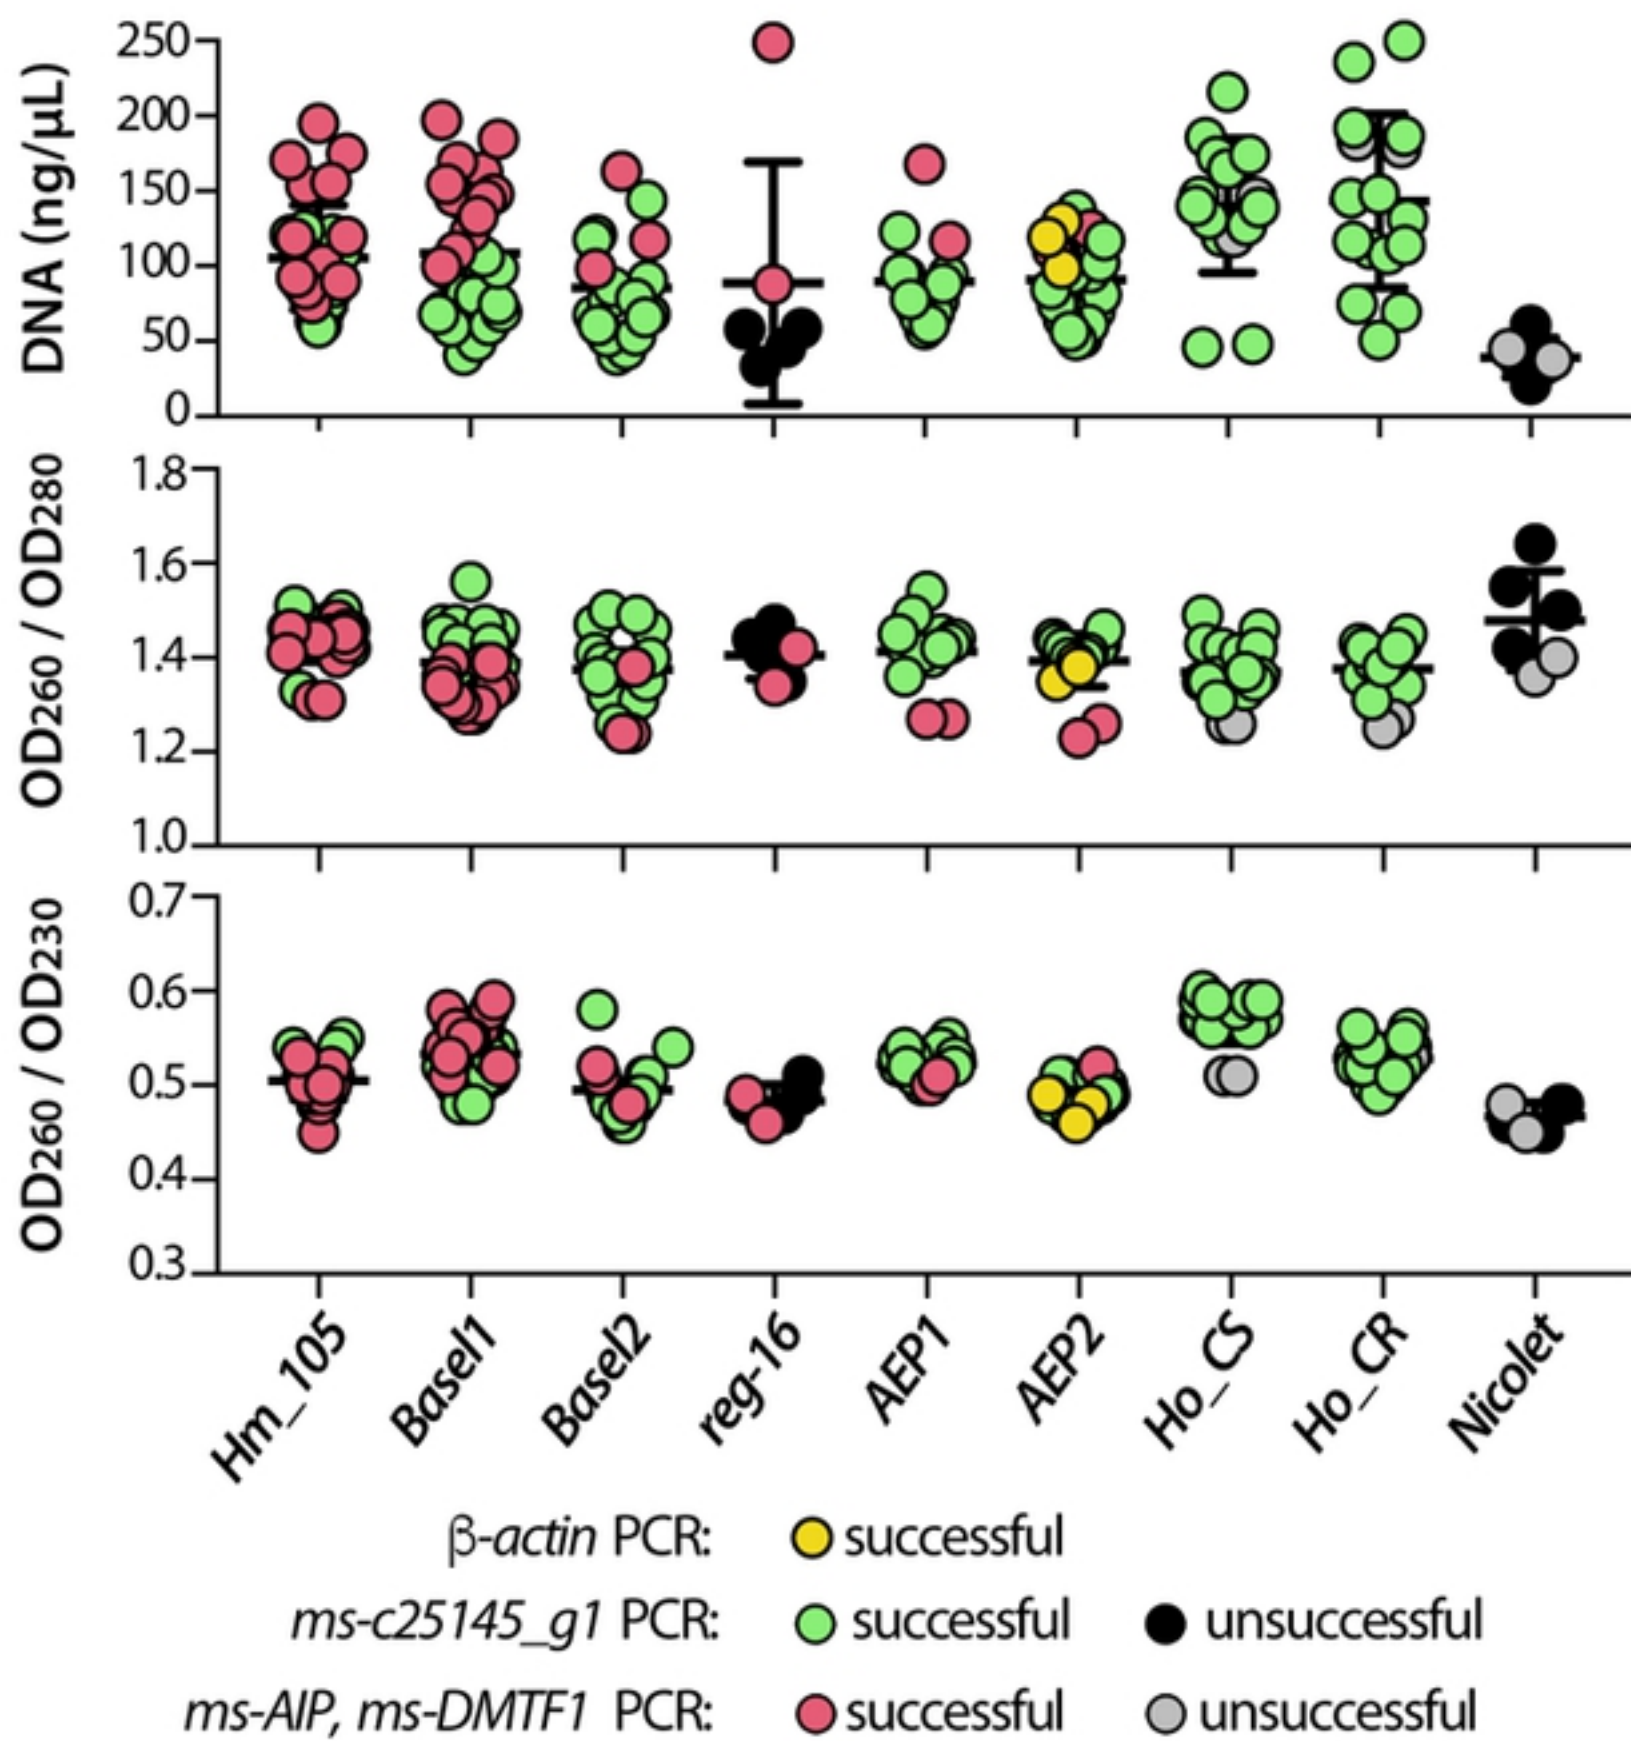 DNA (ng/µL)
250
200
150
100
50
0
OD260 / OD280
1.8
1.6
1.4
1.2
1.0
OD260 / OD230
0.7
0.6
0.5
0.4
0.3
Hm_105
Basel1
Basel2
reg-16
AEP1
AEP2
Ho_CS
Ho_CR
Nicolet
β-actin PCR: successful
ms-c25145_g1 PCR: successful unsuccessful
ms-AIP, ms-DMTF1 PCR: successful unsuccessful